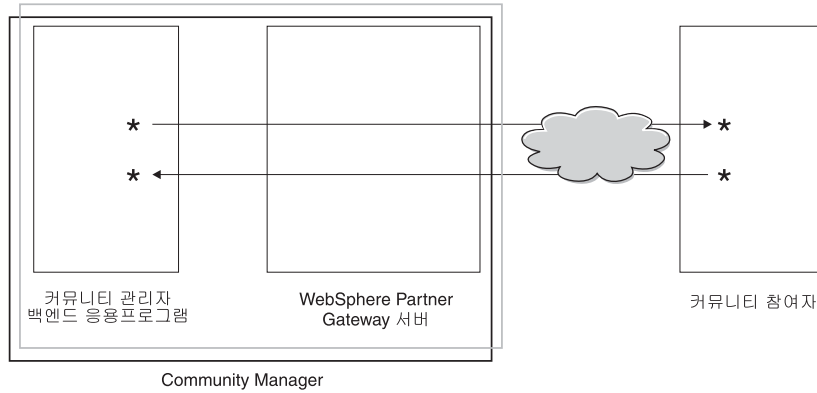 *
*
*
*
커뮤니티 관리자
백엔드 응용프로그램
WebSphere Partner
Gateway 서버
커뮤니티 참여자
Community Manager